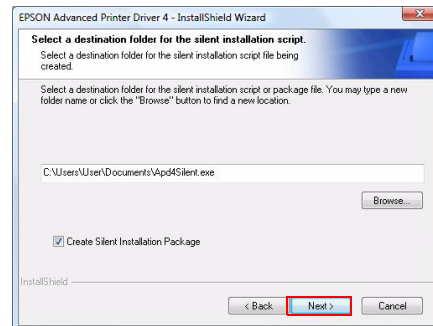 EPSON Advanced Printer Driver 4 - InstallShield Wizard
Select a destination folder for the silent installation script.
Select a destination folder for the silent installation script file being
created.
Select a destination folder for the silent installation script or package file. You may type a new
folder name or click the "Browse" button to find a new location.
C:\Users\User\Documents\Apd4Silent.exe
Browse...
Create Silent Installation Package
InstallShield
< Back
Next >
Cancel